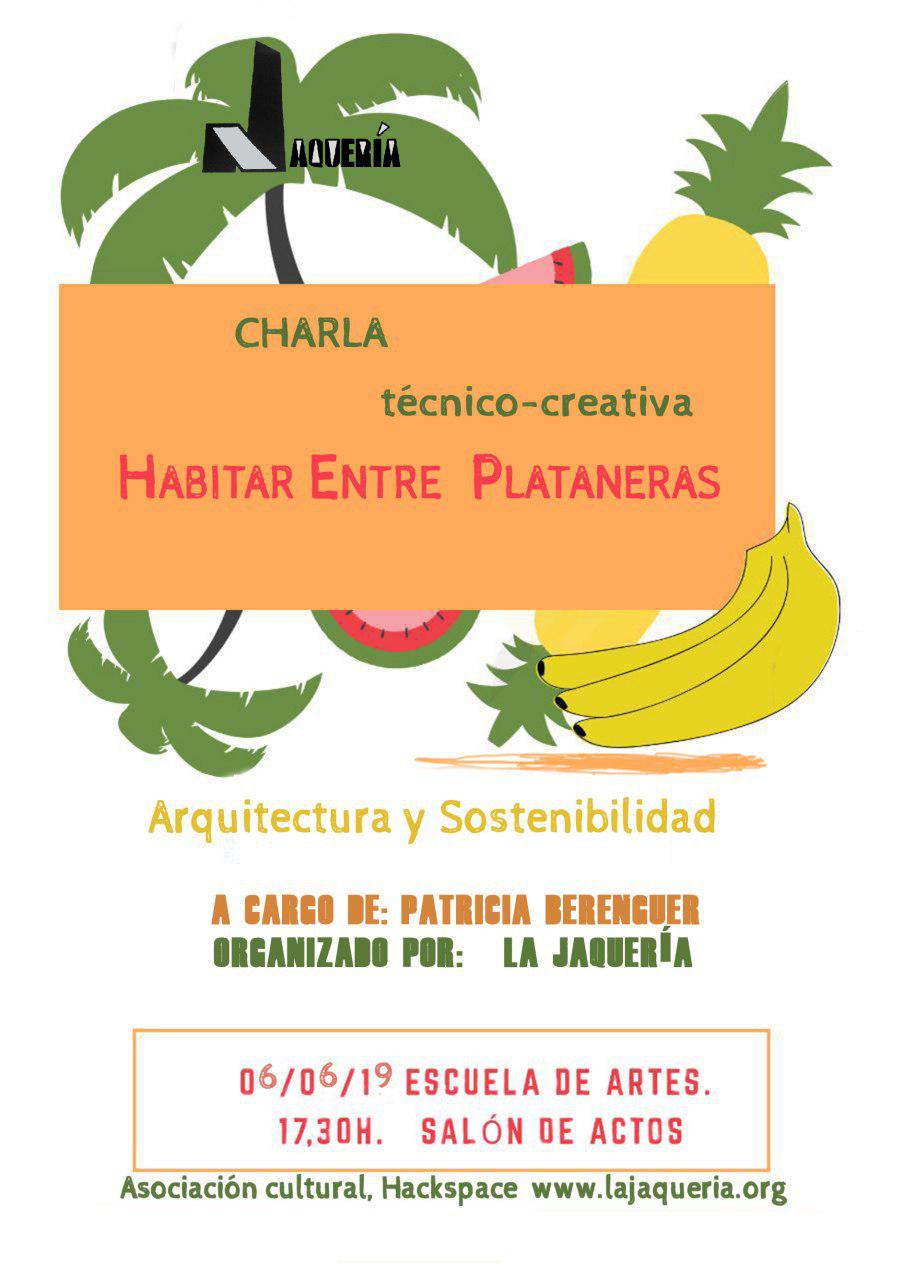 JAQUERÍA
CHARLA
técnico-creativa
HABITAR ENTRE PLATANERAS
Arquitectura y Sostenibilidad
A CARGO DE: PATRICIA BERENGUER
ORGANIZADO POR: LA JAQUERÍA
06/06/19 ESCUELA DE ARTES.
17,30H. SALÓN DE ACTOS
Asociación cultural, Hackspace www.lajaqueria.org